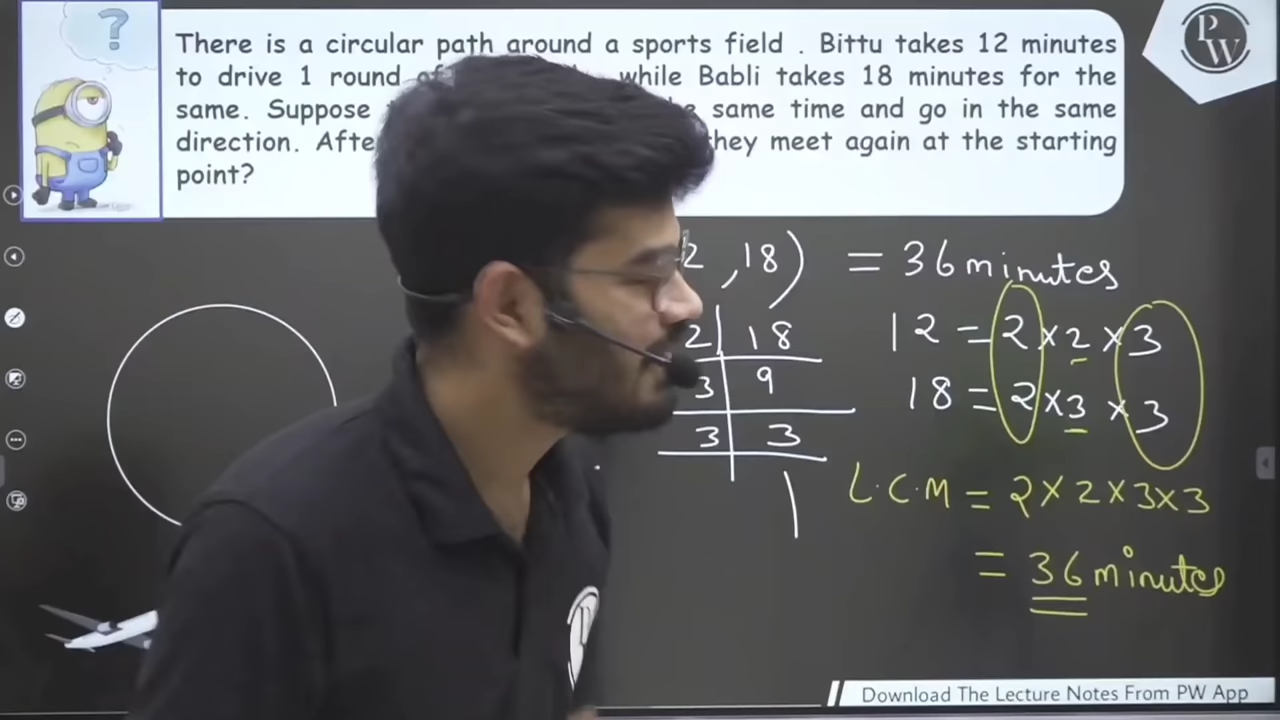 ?
There is a circular path around a sports field . Bittu takes 12 minutes
to drive 1 round while Babli takes 18 minutes for the
same. Suppose same time and go in the same
direction. they meet again at the starting
point?
PW
2 ,18) = 36 minutes
2 | 18
3 | 9
3 | 3
1
12 = 2 × 2 × 3
18 = 2 × 3 × 3
L.C.M = 2 × 2 × 3 × 3
= 36 minutes
Download The Lecture Notes From PW App